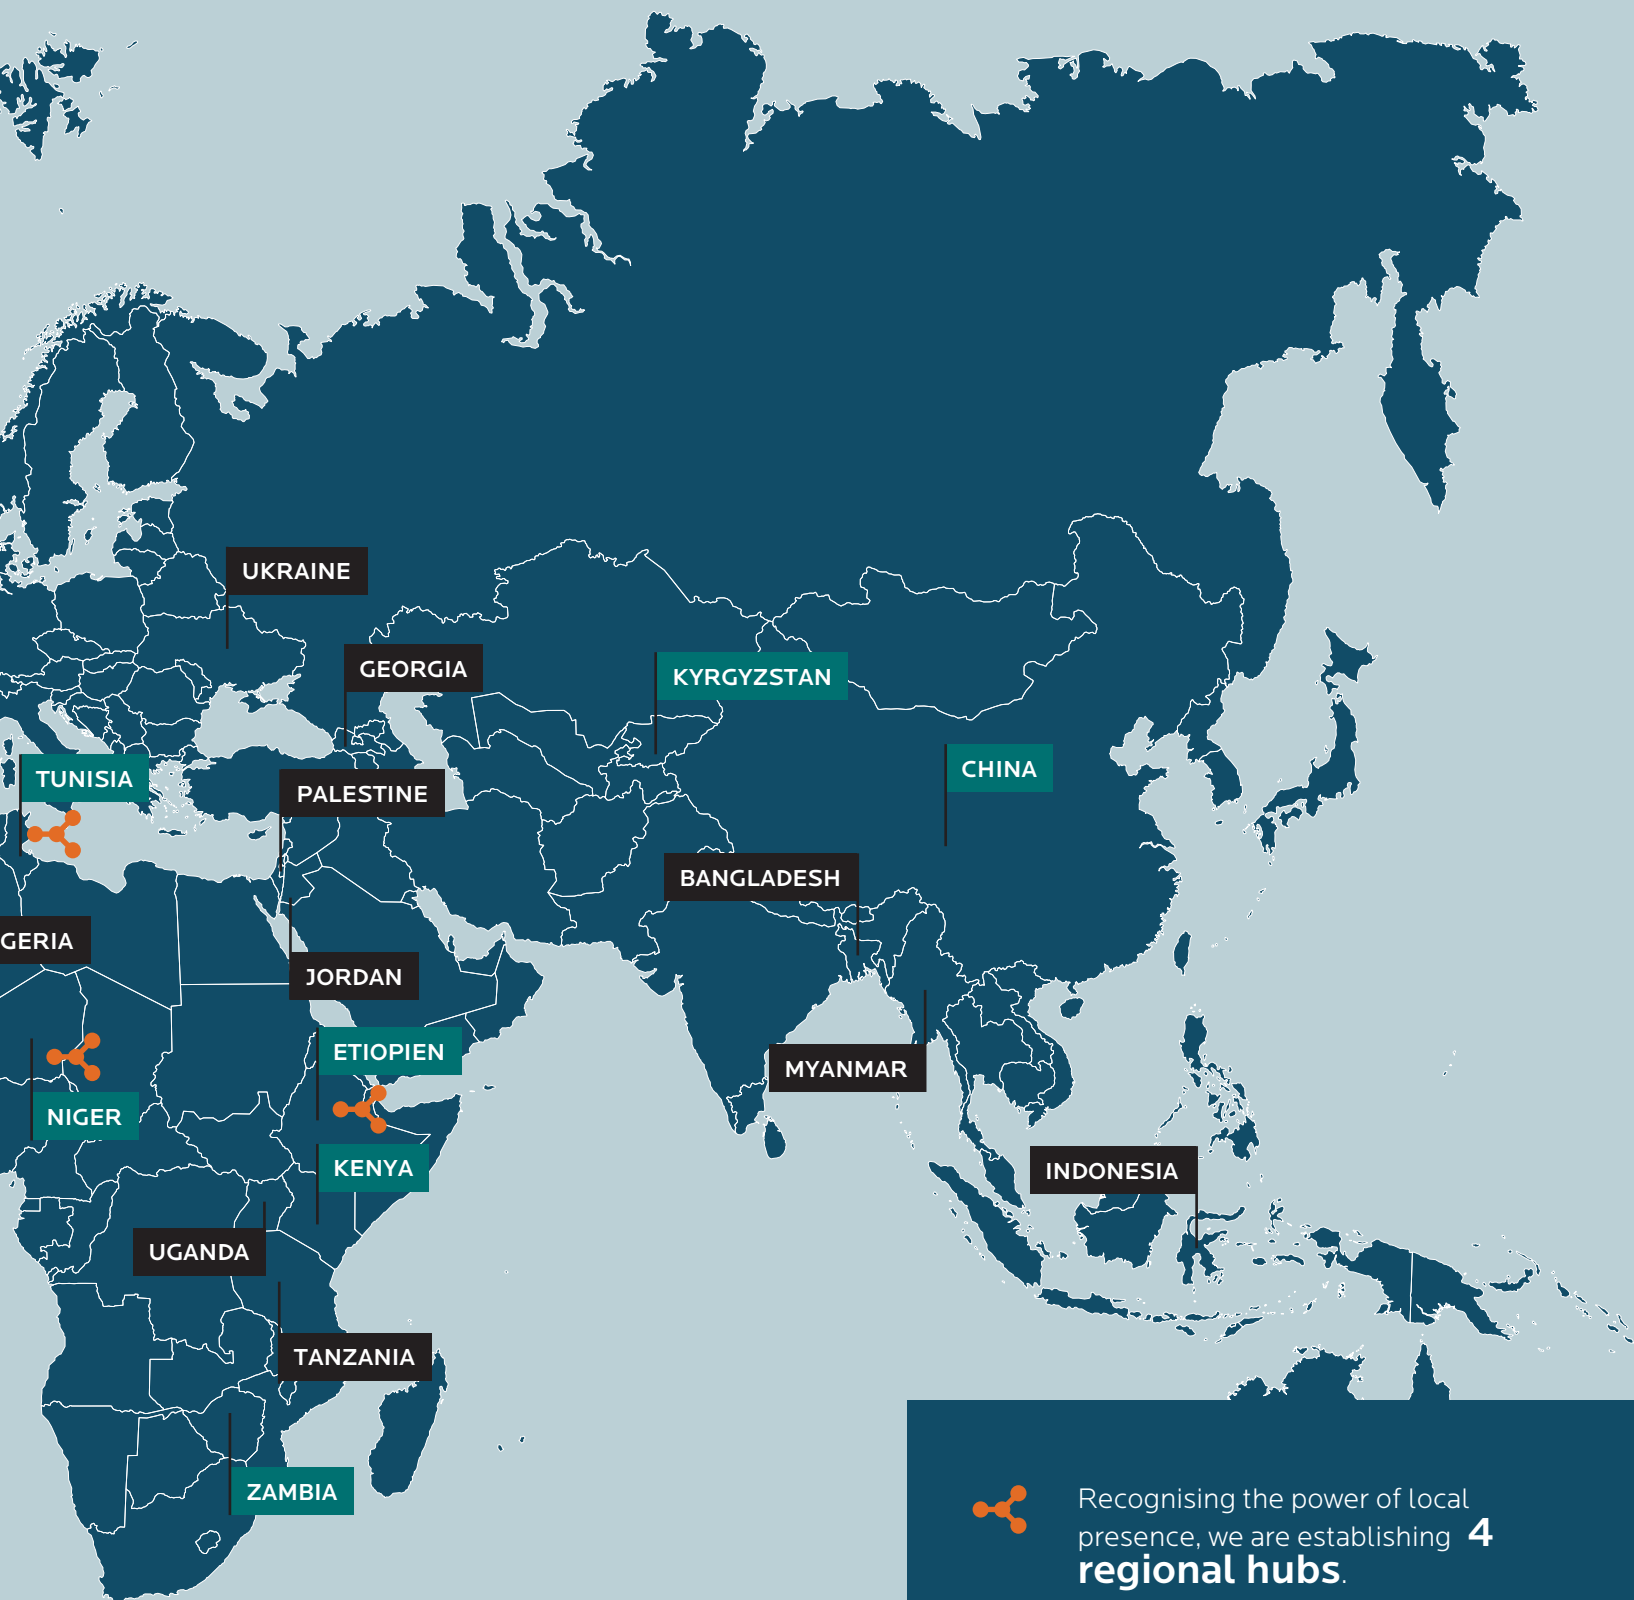 UKRAINE
GEORGIA
KYRGYZSTAN
CHINA
TUNISIA
PALESTINE
BANGLADESH
GERIA
JORDAN
ETIOPIEN
MYANMAR
NIGER
KENYA
INDONESIA
UGANDA
TANZANIA
ZAMBIA
Recognising the power of local
presence, we are establishing 4
regional hubs.